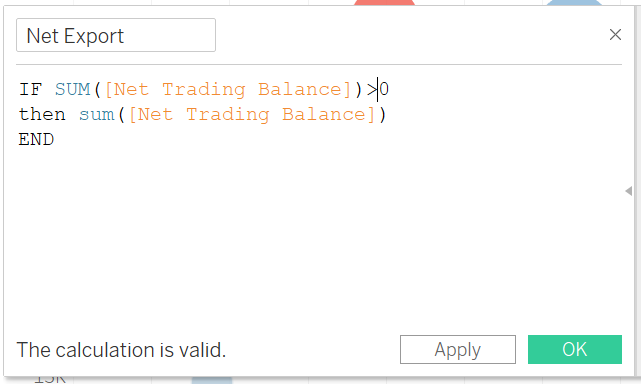 Net Export
IF SUM([Net Trading Balance])>0
then sum([Net Trading Balance])
END
The calculation is valid.
Apply
OK